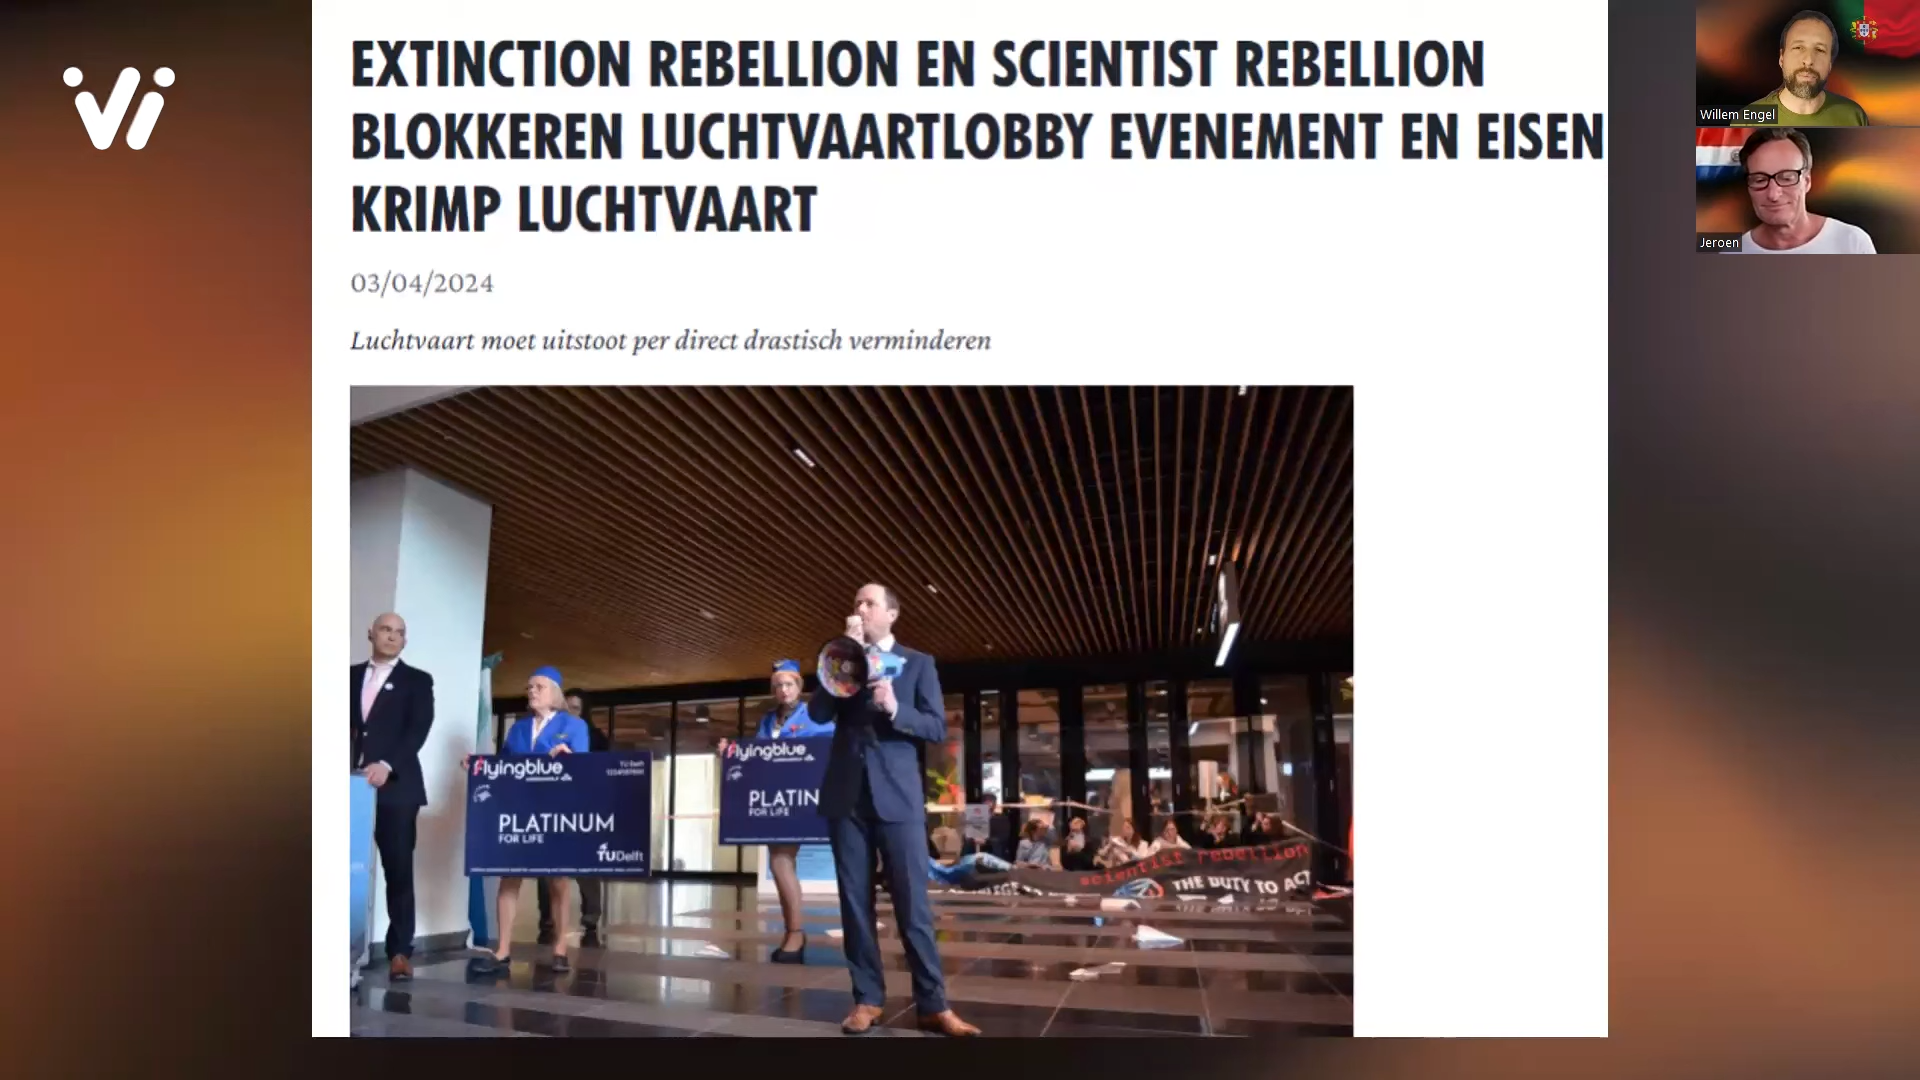 EXTINCTION REBELLION EN SCIENTIST REBELLION
BLOKKEREN LUCHTVAARTLOBBY EVENEMENT EN EISEN
KRIMP LUCHTVAART
03/04/2024
Luchtvaart moet uitstoot per direct drastisch verminderen
Willem Engel
Jeroen
Flyingblue
PLATINUM
FOR LIFE
TU Delft
Flyingblue
PLATIN
FOR LIFE
scientist rebellion
THE DUTY TO ACT